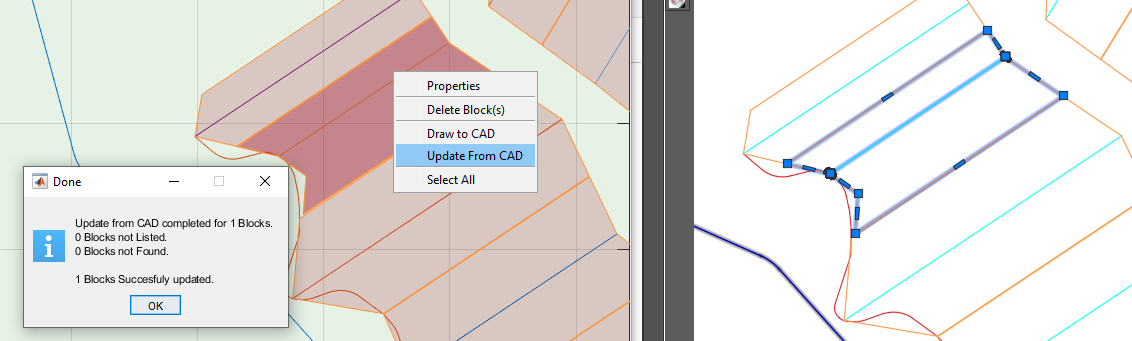 Properties
Delete Block(s)
Draw to CAD
Update From CAD
Select All
Done
Update from CAD completed for 1 Blocks.
0 Blocks not Listed.
0 Blocks not Found.
1 Blocks Succesfuly updated.
OK